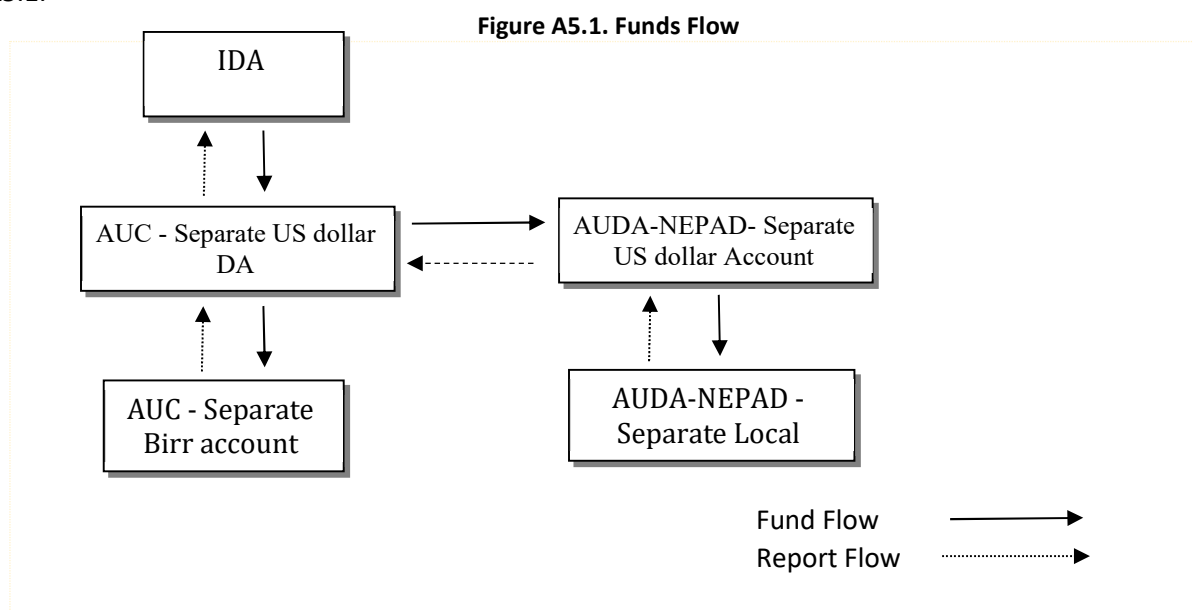 Figure A5.1. Funds Flow
IDA
AUC - Separate US dollar
DA
AUDA-NEPAD- Separate
US dollar Account
AUC - Separate
Birr account
AUDA-NEPAD -
Separate Local
Fund Flow
Report Flow